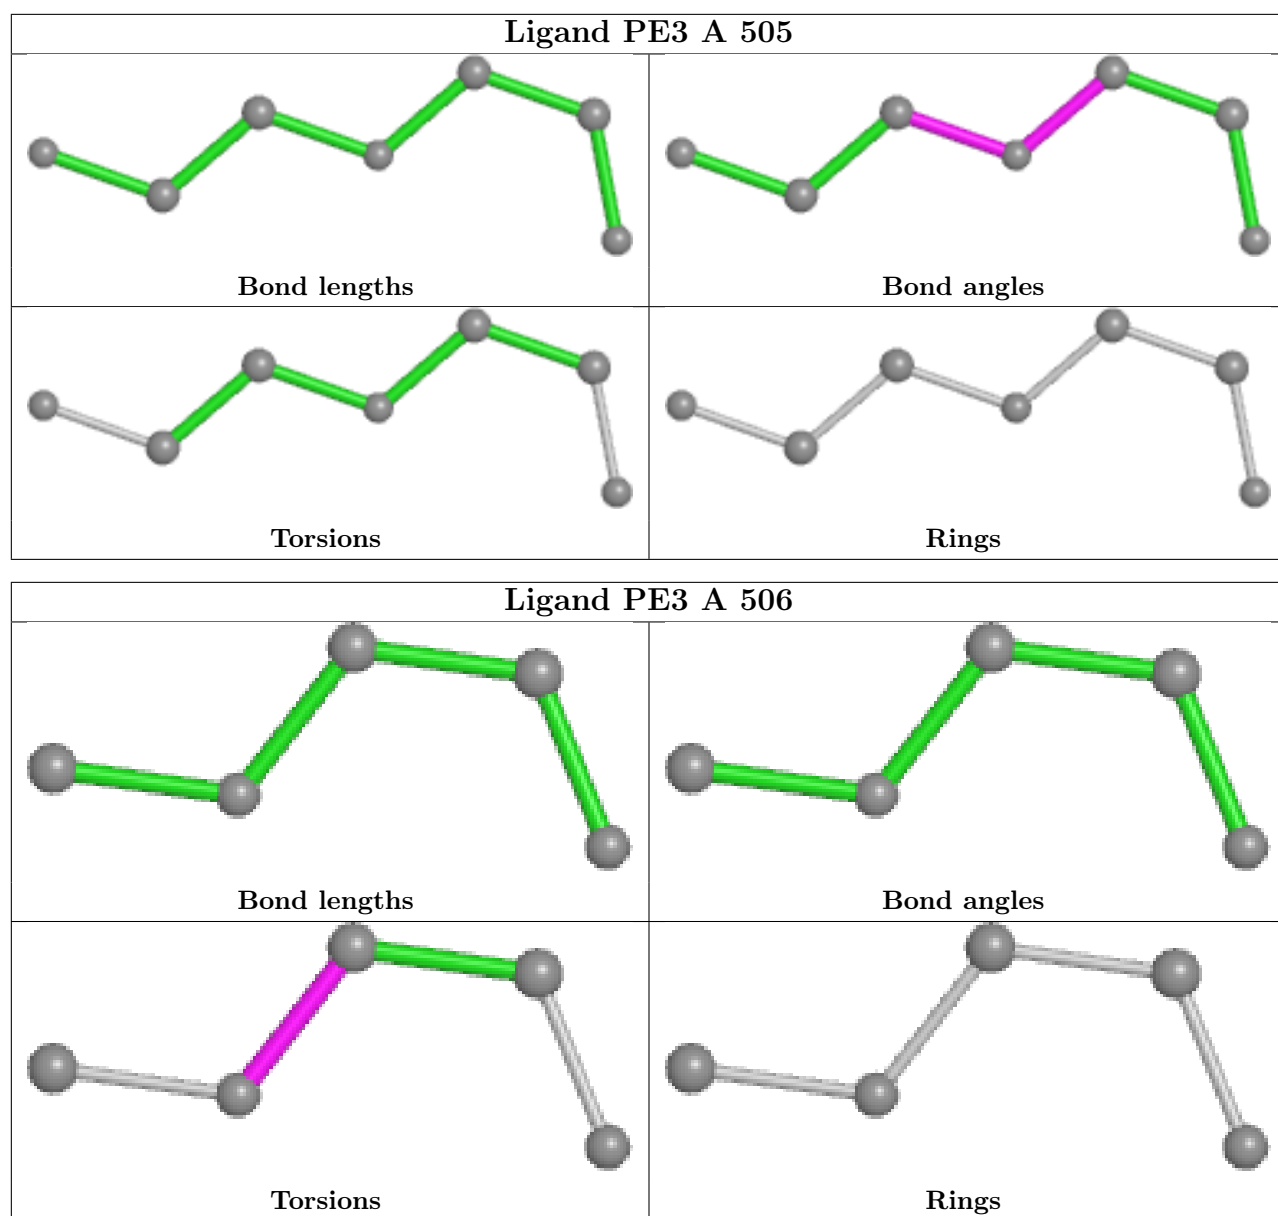 Ligand PE3 A 505
Bond lengths
Bond angles
Torsions
Rings
Ligand PE3 A 506
Bond lengths
Bond angles
Torsions
Rings